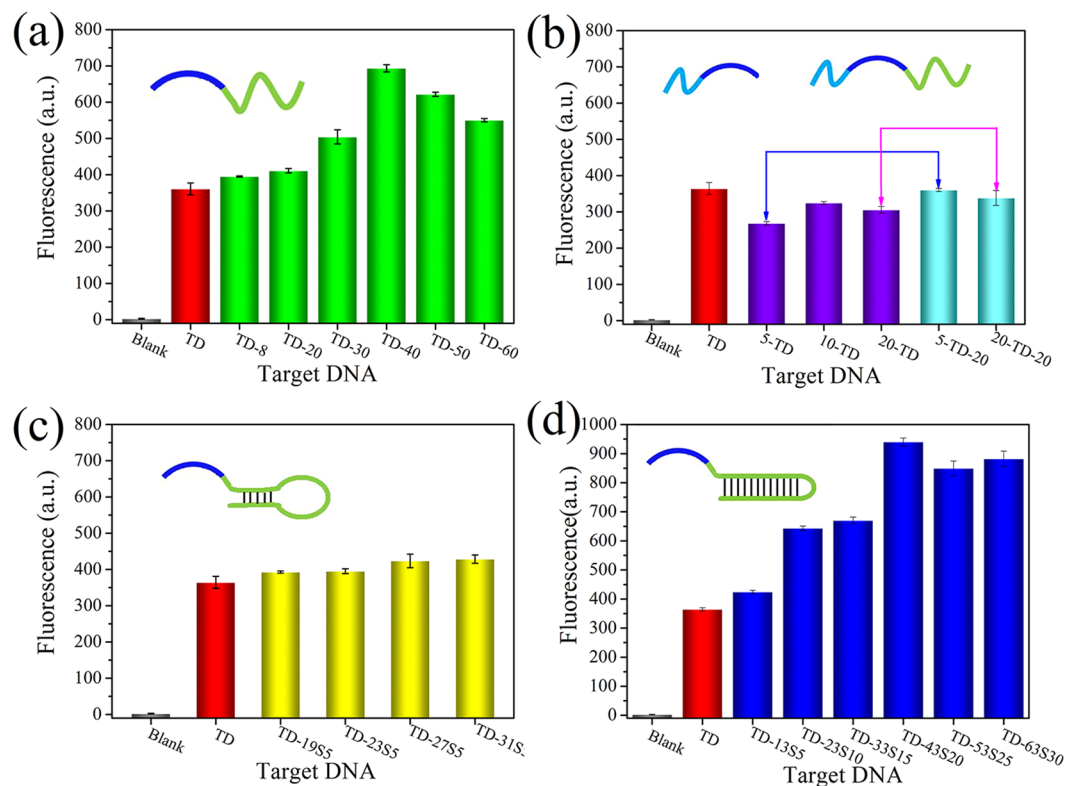 (a)
Fluorescence (a.u.)
800
700
600
500
400
300
200
100
0
Blank
TD
TD-8
TD-20
TD-30
TD-40
TD-50
TD-60
Target DNA
(b)
Fluorescence (a.u.)
800
700
600
500
400
300
200
100
0
Blank
TD
5-TD
10-TD
20-TD
5-TD-20
20-TD-20
Target DNA
(c)
Fluorescence (a.u.)
800
700
600
500
400
300
200
100
0
Blank
TD
TD-19S5
TD-23S5
TD-27S5
TD-31S
Target DNA
(d)
Fluorescence(a.u.)
1000
900
800
700
600
500
400
300
200
100
0
Blank
TD
TD-13S5
TD-23S10
TD-33S15
TD-43S20
TD-53S25
TD-63S30
Target DNA